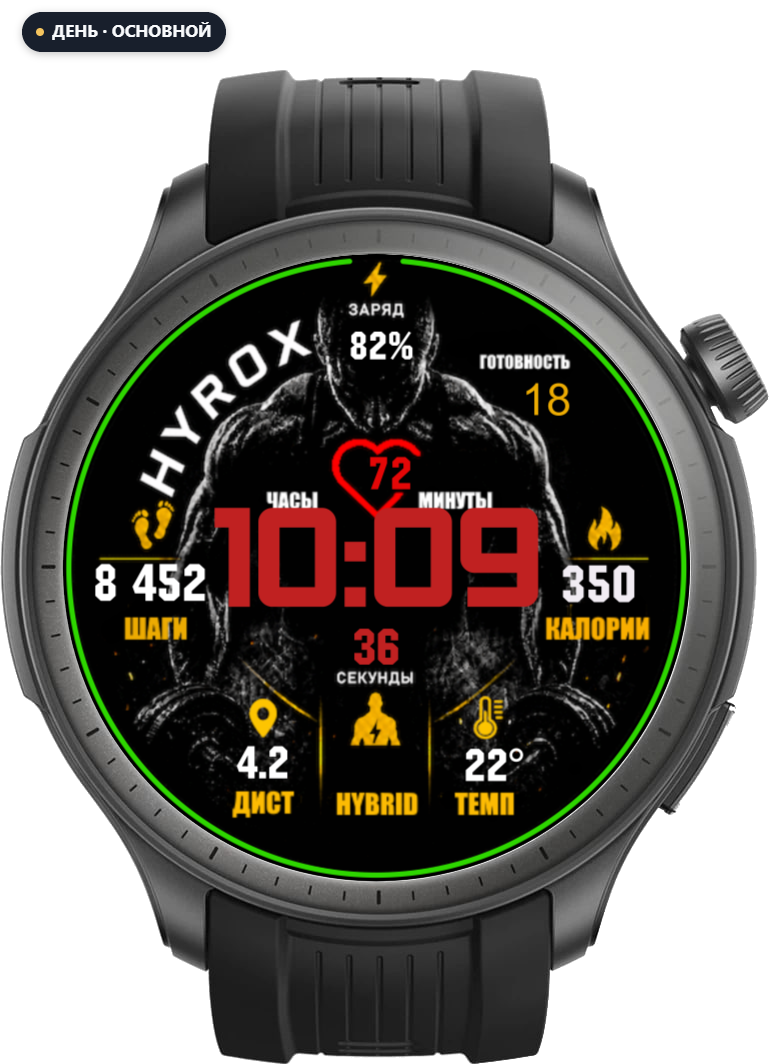 ДЕНЬ · ОСНОВНОЙ
ЗАРЯД
82%
HYROX
ГОТОВНОСТЬ
18
72
ЧАСЫ
МИНУТЫ
10:09
8 452
ШАГИ
350
КАЛОРИИ
36
СЕКУНДЫ
4.2
ДИСТ
HYBRID
22°
ТЕМП